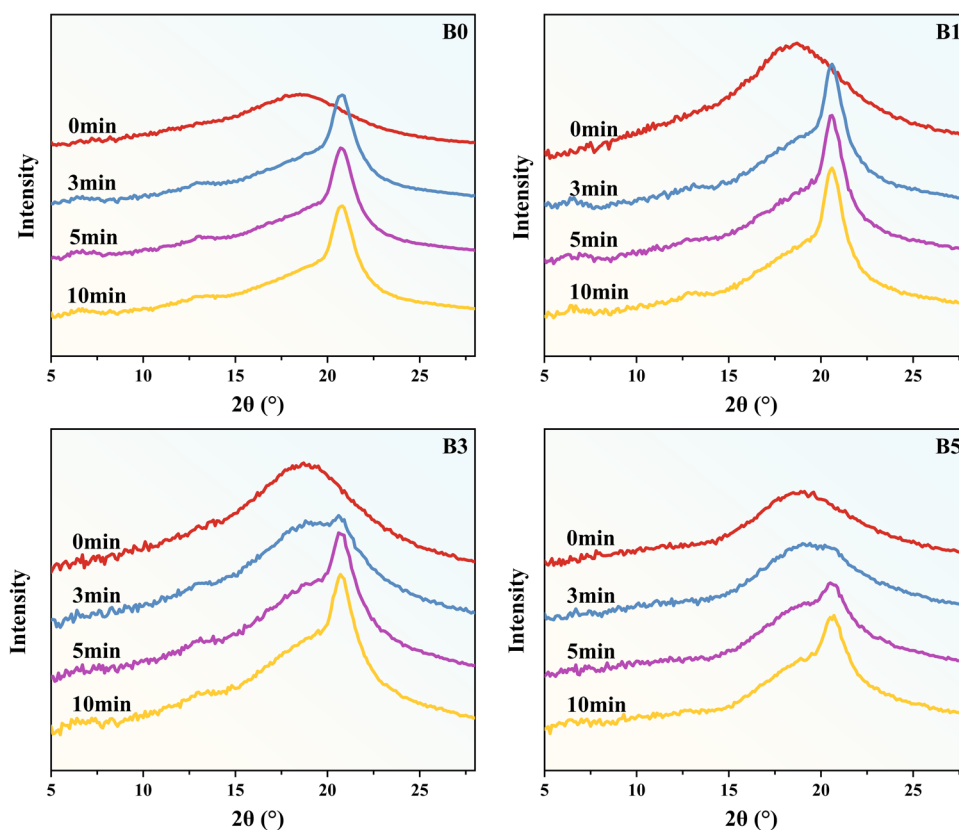 B0
0min
3min
5min
10min
Intensity
5 10 15 20 25
2θ (°)
B1
0min
3min
5min
10min
Intensity
5 10 15 20 25
2θ (°)
B3
0min
3min
5min
10min
Intensity
5 10 15 20 25
2θ (°)
B5
0min
3min
5min
10min
Intensity
5 10 15 20 25
2θ (°)